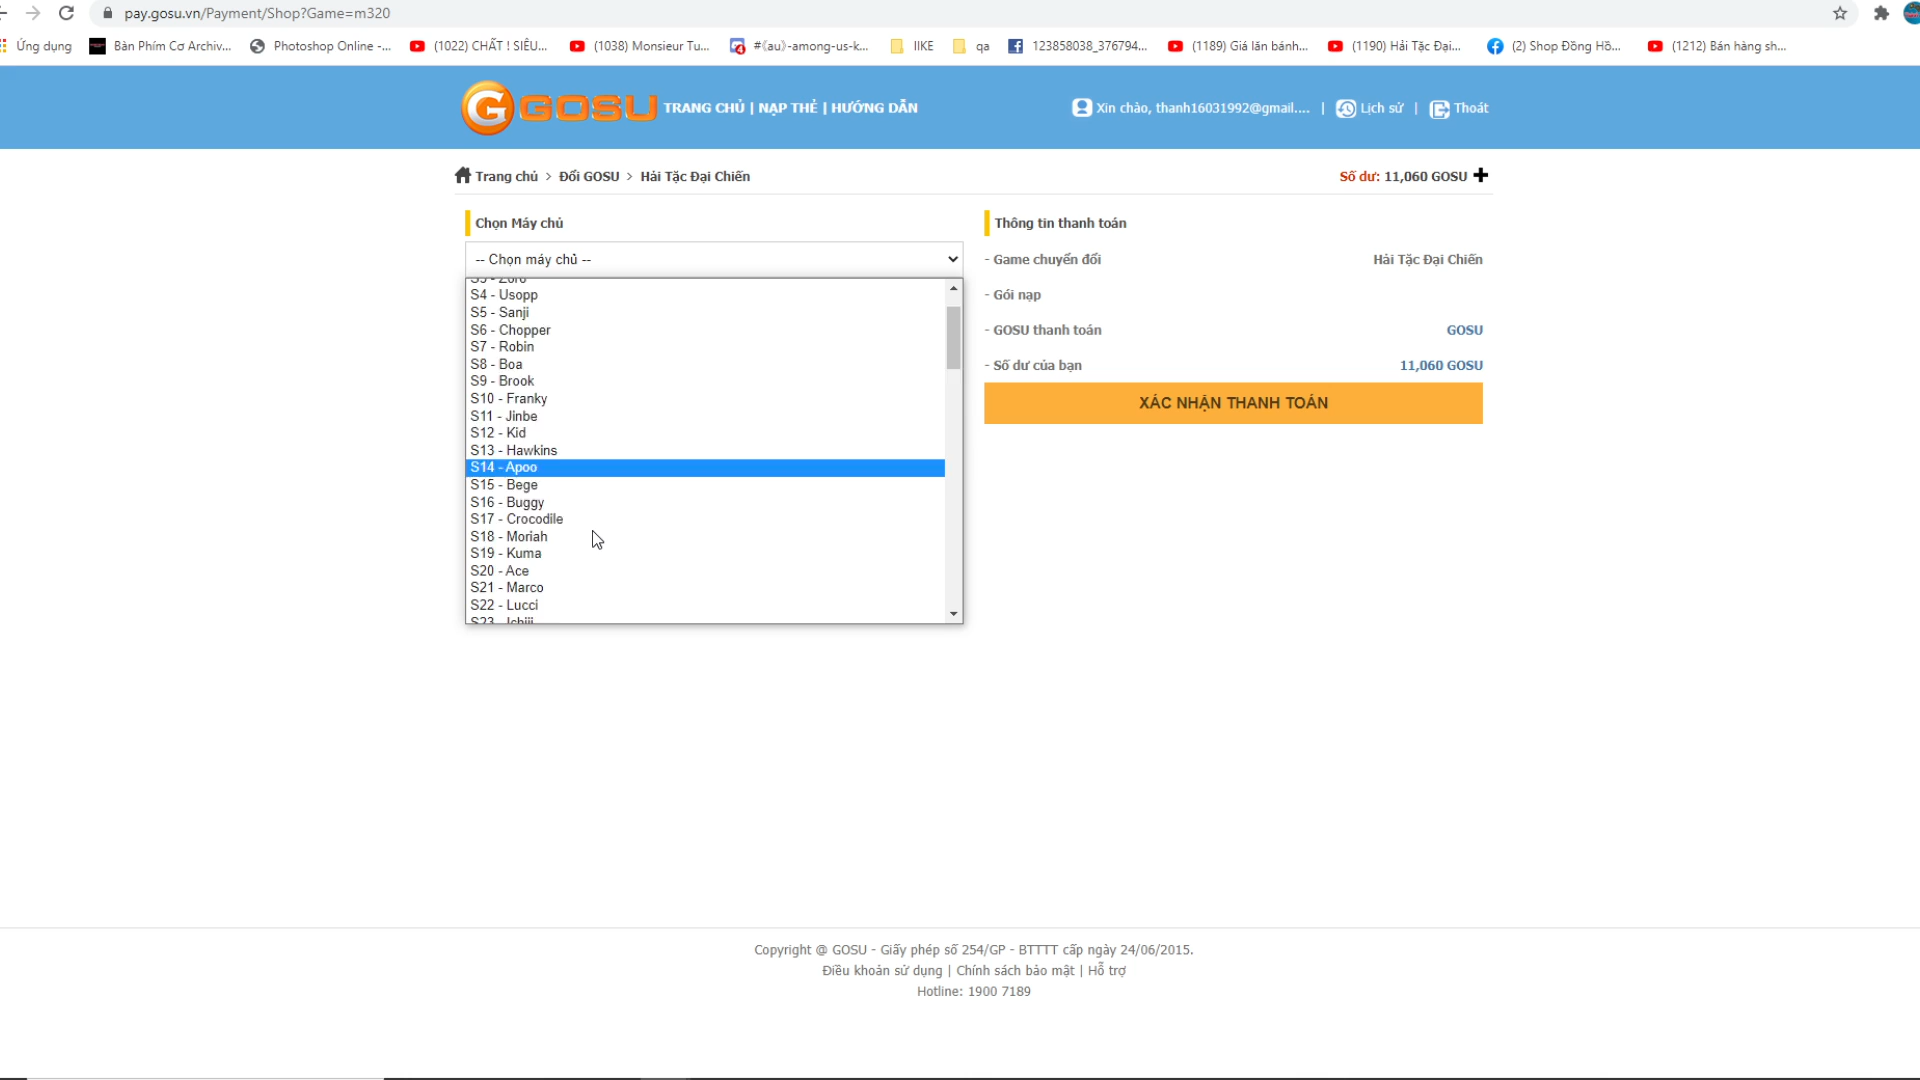 pay.gosu.vn/Payment/Shop?Game=m320
Ứng dụng
Bàn Phím Cơ Archiv...
Photoshop Online -...
(1022) CHẤT ! SIÊU...
(1038) Monsieur Tu...
#《au》-among-us-k...
IIKE
qa
123858038_376794...
(1189) Giá lăn bánh...
(1190) Hải Tặc Đại...
(2) Shop Đồng Hồ...
(1212) Bán hàng sh...
GOSU TRANG CHỦ | NẠP THẺ | HƯỚNG DẪN
Xin chào, thanh16031992@gmail.... | Lịch sử | Thoát
Trang chủ > Đổi GOSU > Hải Tặc Đại Chiến
Số dư: 11,060 GOSU
Chọn Máy chủ
-- Chọn máy chủ --
S3 - Zoro
S4 - Usopp
S5 - Sanji
S6 - Chopper
S7 - Robin
S8 - Boa
S9 - Brook
S10 - Franky
S11 - Jinbe
S12 - Kid
S13 - Hawkins
S14 - Apoo
S15 - Bege
S16 - Buggy
S17 - Crocodile
S18 - Moriah
S19 - Kuma
S20 - Ace
S21 - Marco
S22 - Lucci
S23 - Ichiji
Thông tin thanh toán
- Game chuyển đổi Hải Tặc Đại Chiến
- Gói nạp
- GOSU thanh toán GOSU
- Số dư của bạn 11,060 GOSU
XÁC NHẬN THANH TOÁN
Copyright @ GOSU - Giấy phép số 254/GP - BTTTT cấp ngày 24/06/2015.
Điều khoản sử dụng | Chính sách bảo mật | Hỗ trợ
Hotline: 1900 7189